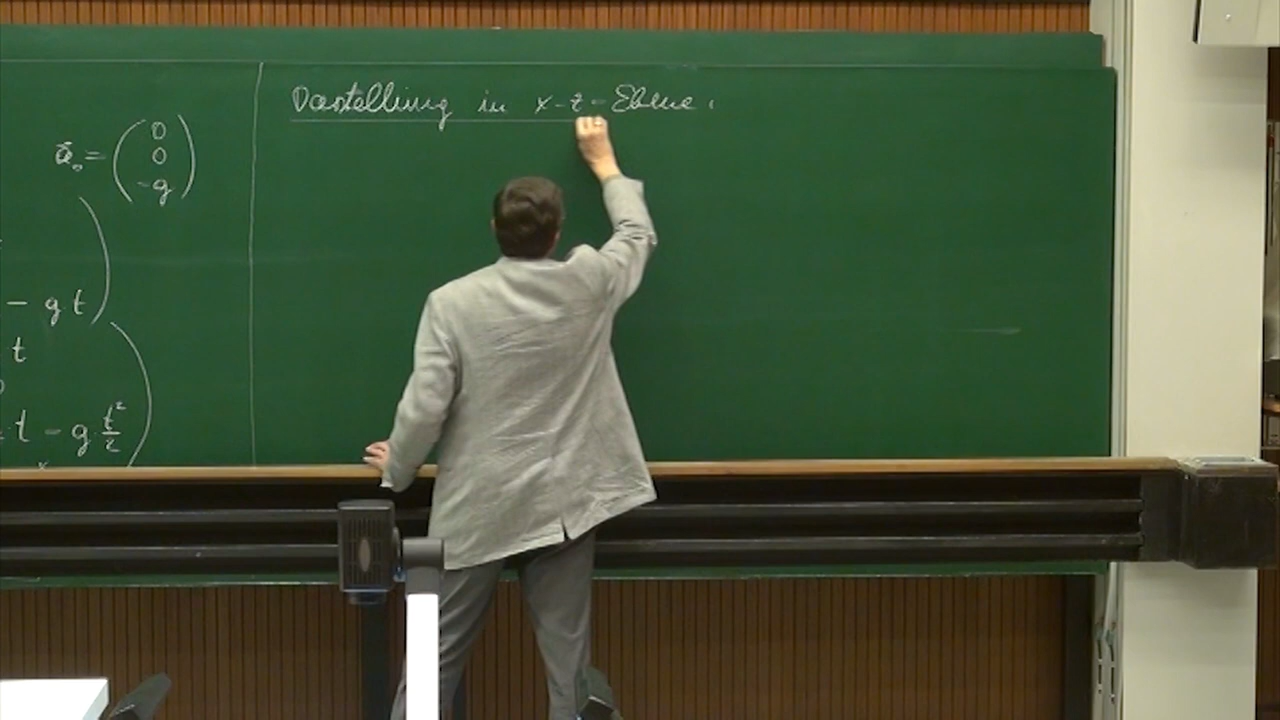 Darstellung in x-z-Ebene:
a₀ = ( 0
0
-g )
- g t )
t
t - g t²/2 )